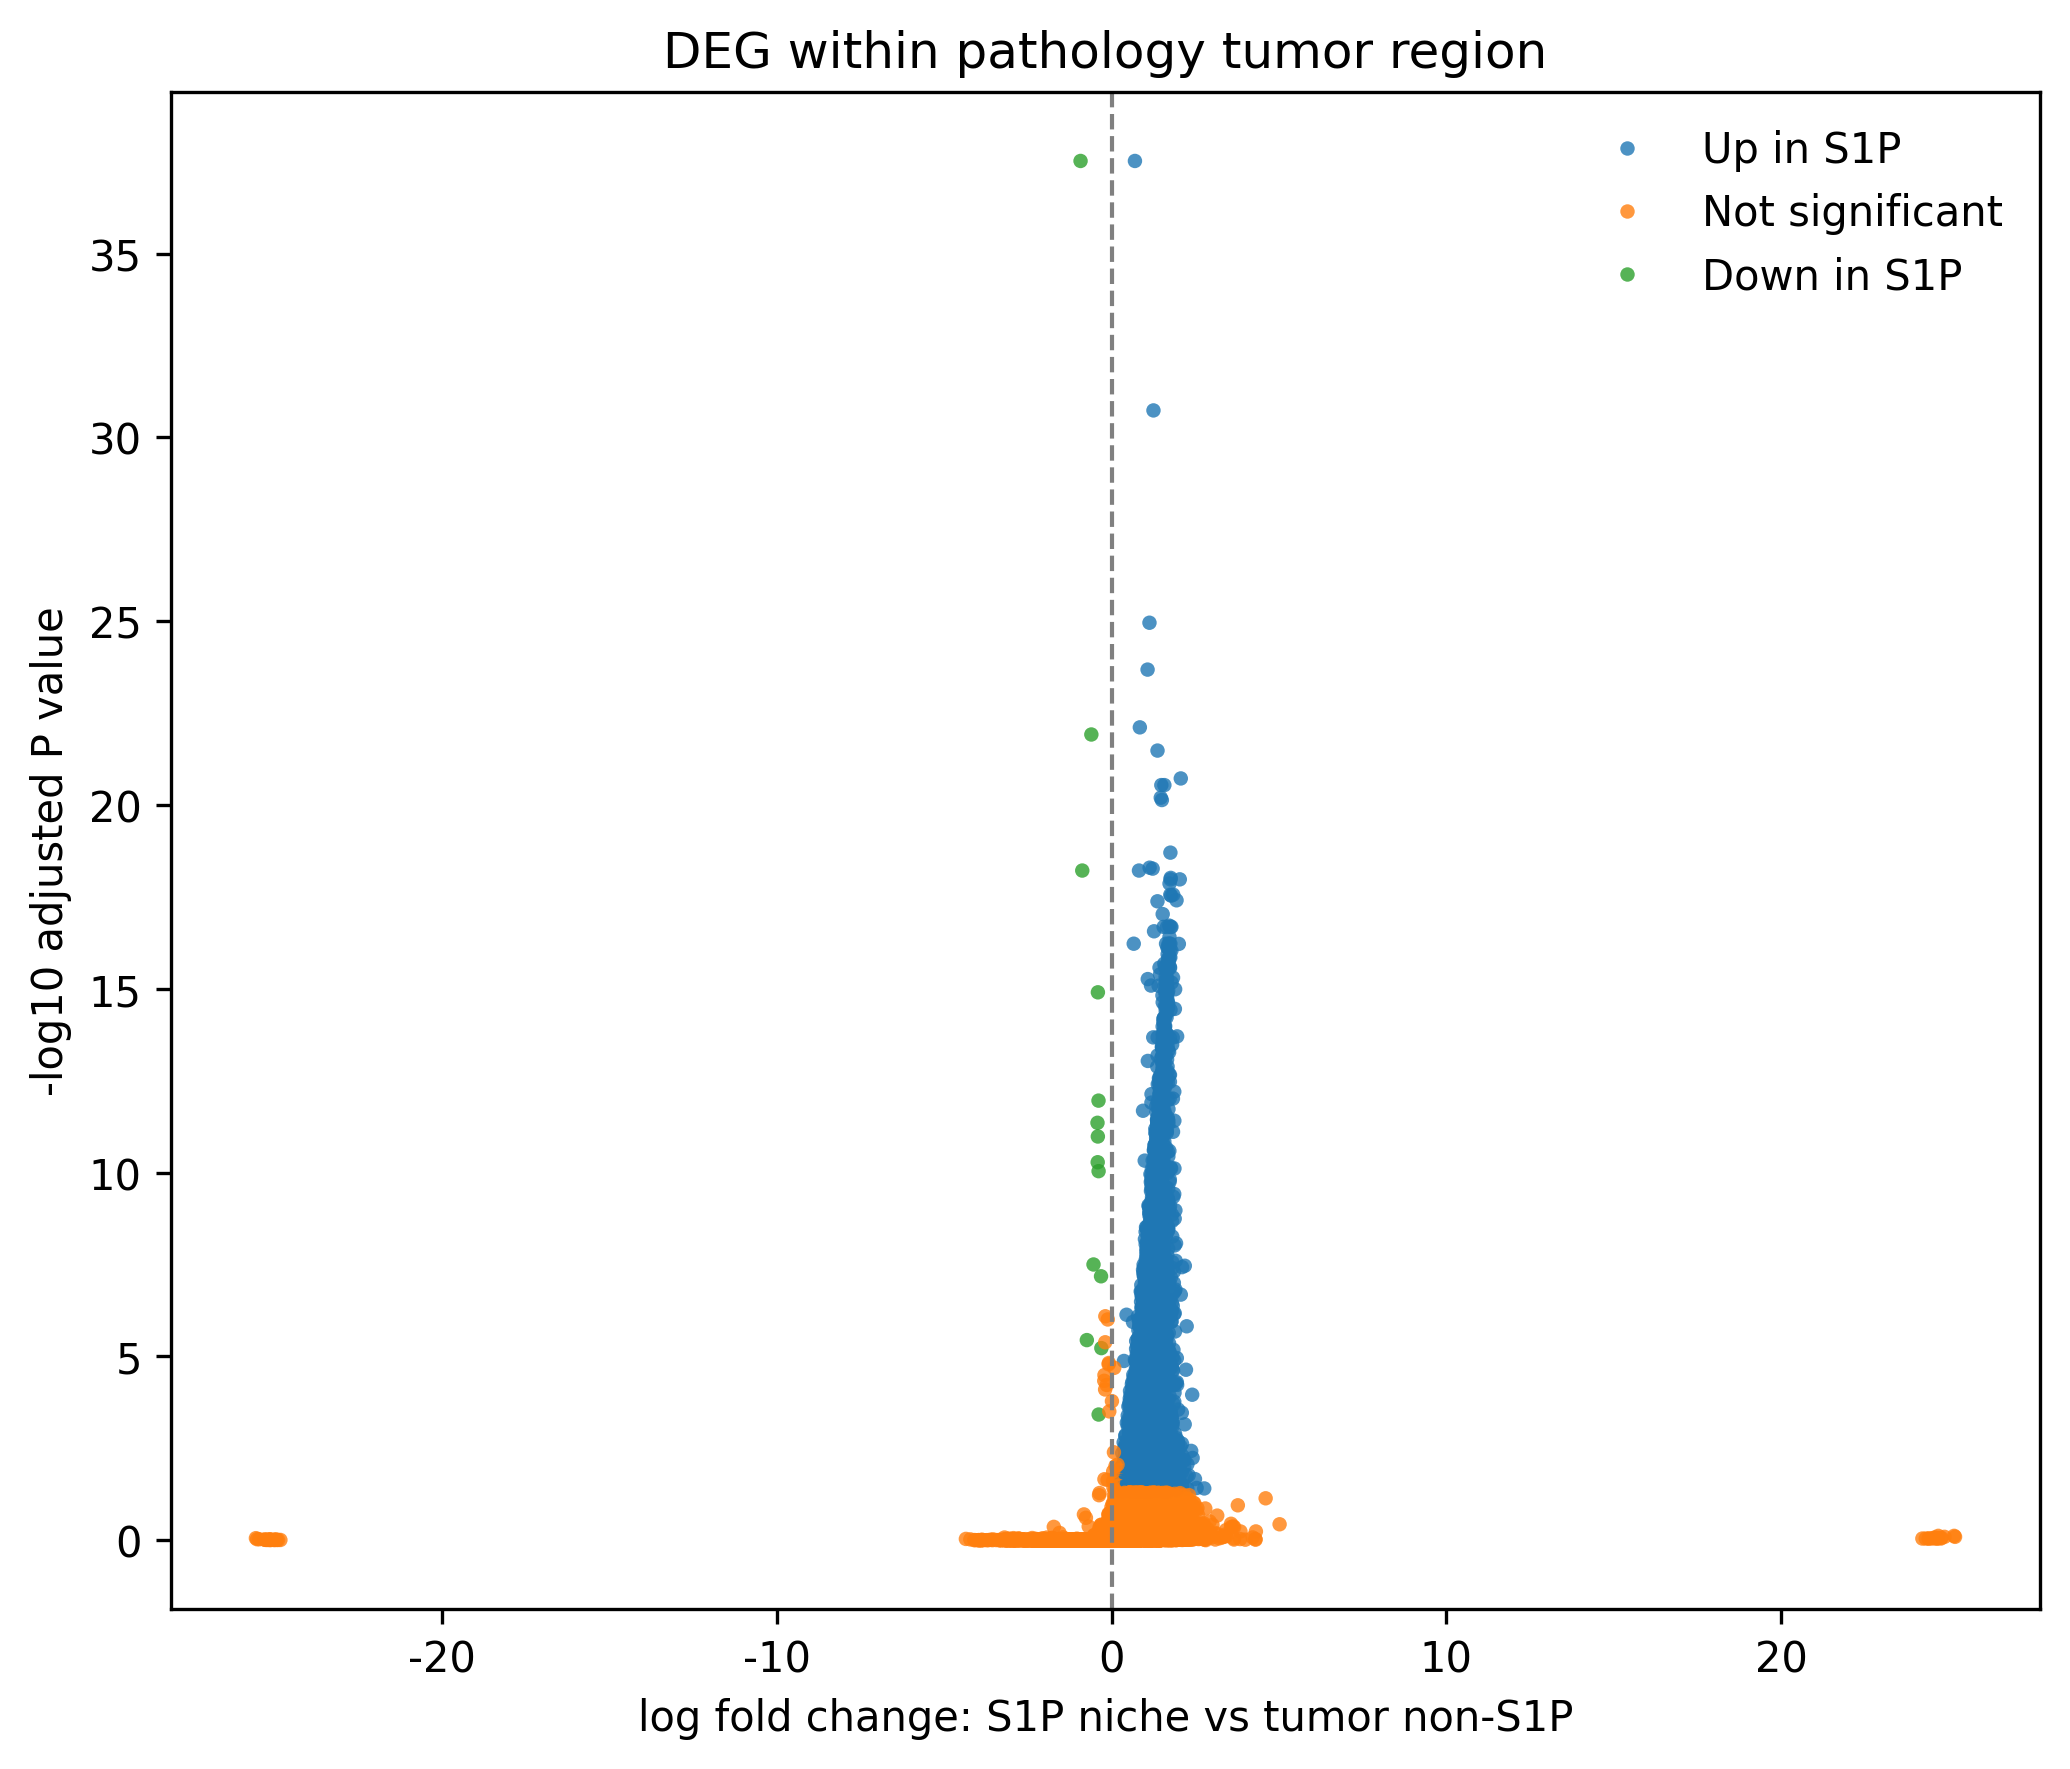 DEG within pathology tumor region
Up in S1P
Not significant
Down in S1P
-log10 adjusted P value
35
30
25
20
15
10
5
0
-20 -10 0 10 20
log fold change: S1P niche vs tumor non-S1P